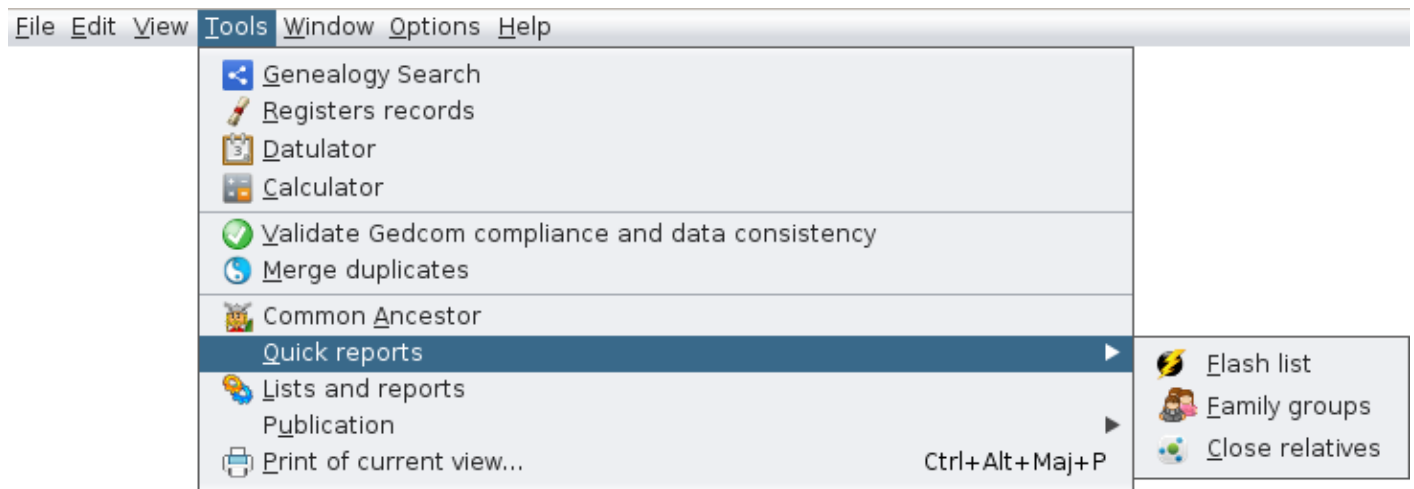 File Edit View Tools Window Options Help
Genealogy Search
Registers records
Datulator
Calculator
Validate Gedcom compliance and data consistency
Merge duplicates
Common Ancestor
Quick reports
Flash list
Lists and reports
Family groups
Publication
Close relatives
Print of current view... Ctrl+Alt+Maj+P